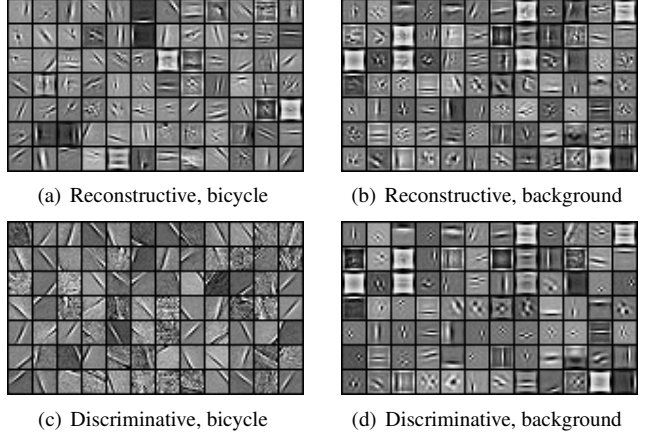 (a) Reconstructive, bicycle
(b) Reconstructive, background
(c) Discriminative, bicycle
(d) Discriminative, background